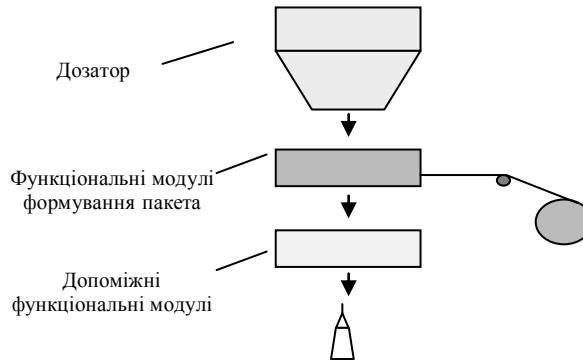 Дозатор
Функціональні модулі
формування пакета
Допоміжні
функціональні модулі